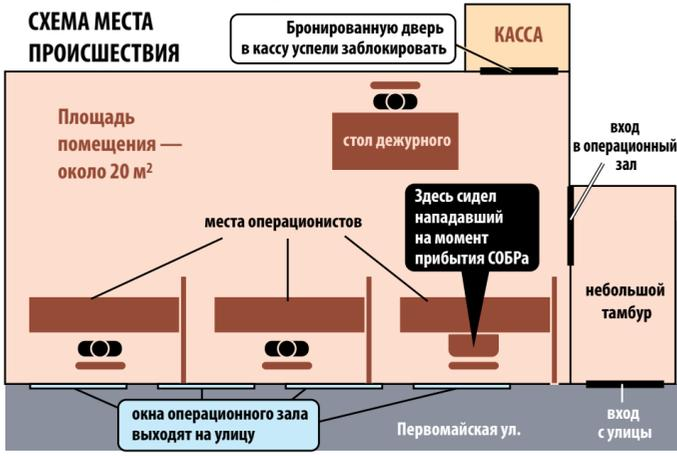 СХЕМА МЕСТА
ПРОИСШЕСТВИЯ
Бронированную дверь
в кассу успели заблокировать
КАССА
Площадь
помещения —
около 20 м²
стол дежурного
вход
в операционный
зал
места операционистов
Здесь сидел
нападавший
на момент
прибытия СОБРа
небольшой
тамбур
окна операционного зала
выходят на улицу
Первомайская ул.
вход
с улицы